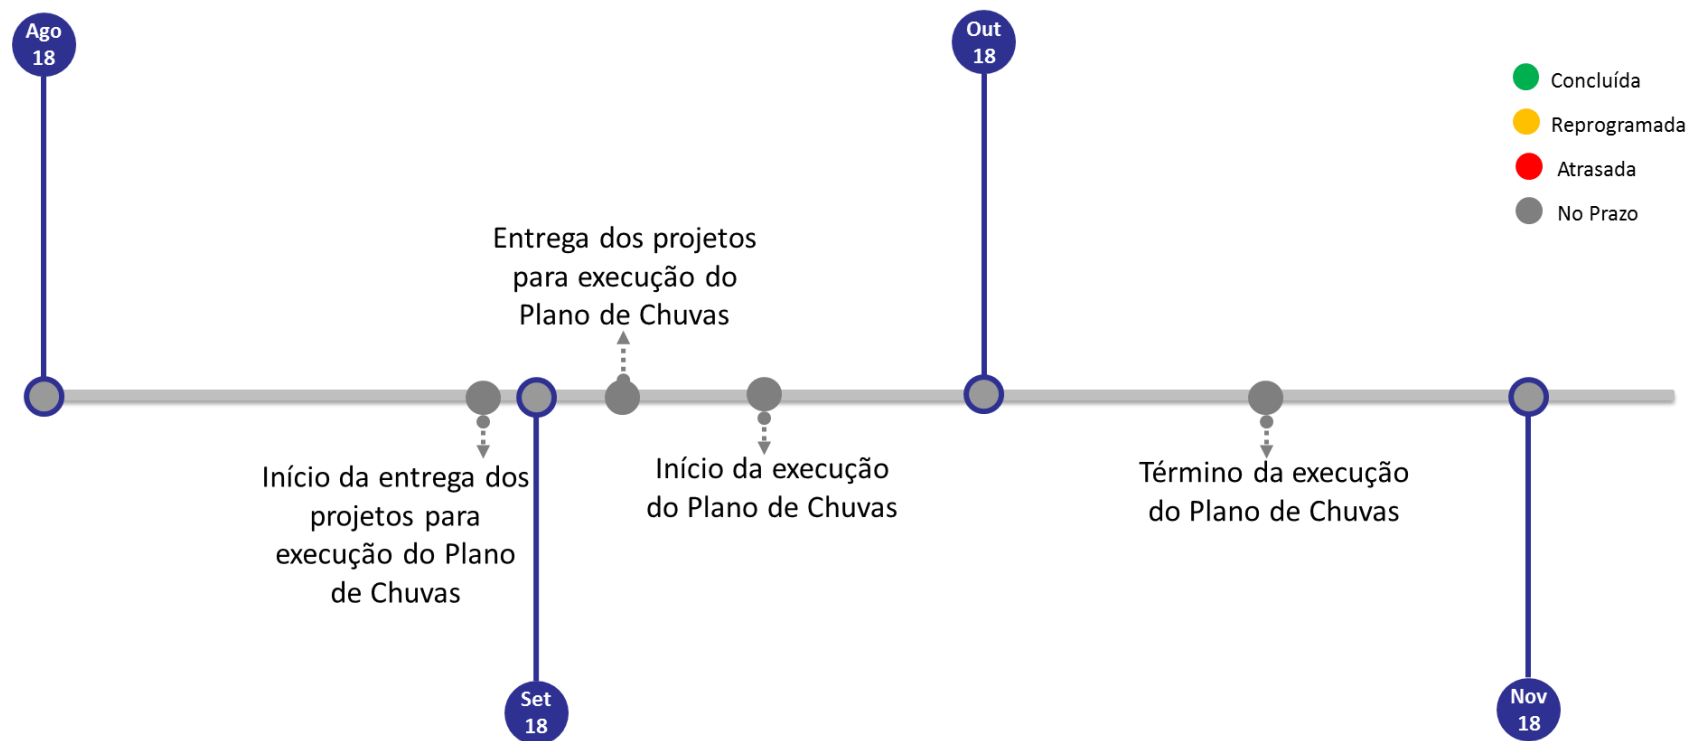 Ago
18
Out
18
Concluída
Reprogramada
Atrasada
No Prazo
Entrega dos projetos
para execução do
Plano de Chuvas
Início da entrega dos
projetos para
execução do Plano
de Chuvas
Início da execução
do Plano de Chuvas
Término da execução
do Plano de Chuvas
Set
18
Nov
18